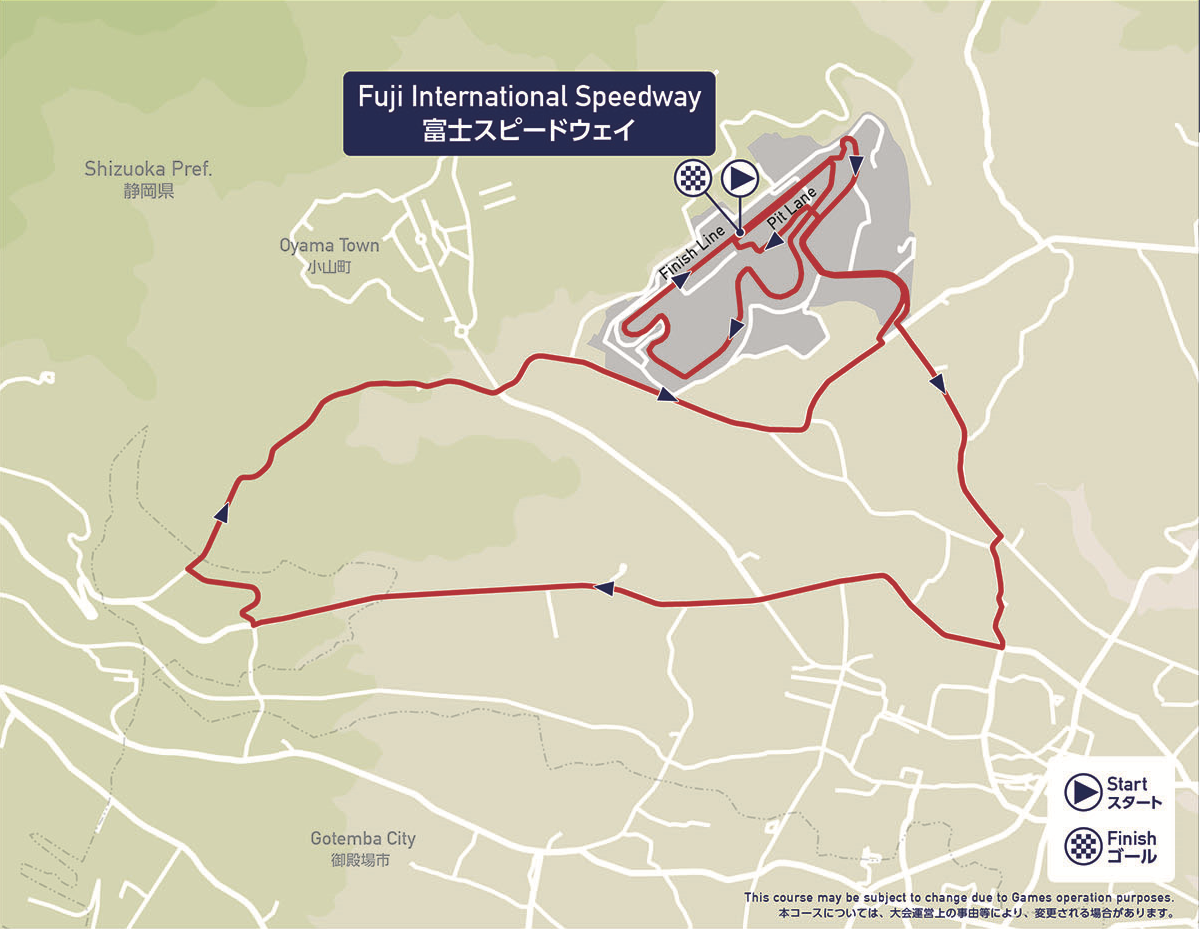 Fuji International Speedway
富士スピードウェイ
Shizuoka Pref.
静岡県
Oyama Town
小山町
Pit Lane
Finish Line
Start
スタート
Finish
ゴール
Gotemba City
御殿場市
This course may be subject to change due to Games operation purposes.
本コースについては、大会運営上の事由等により、変更される場合があります。